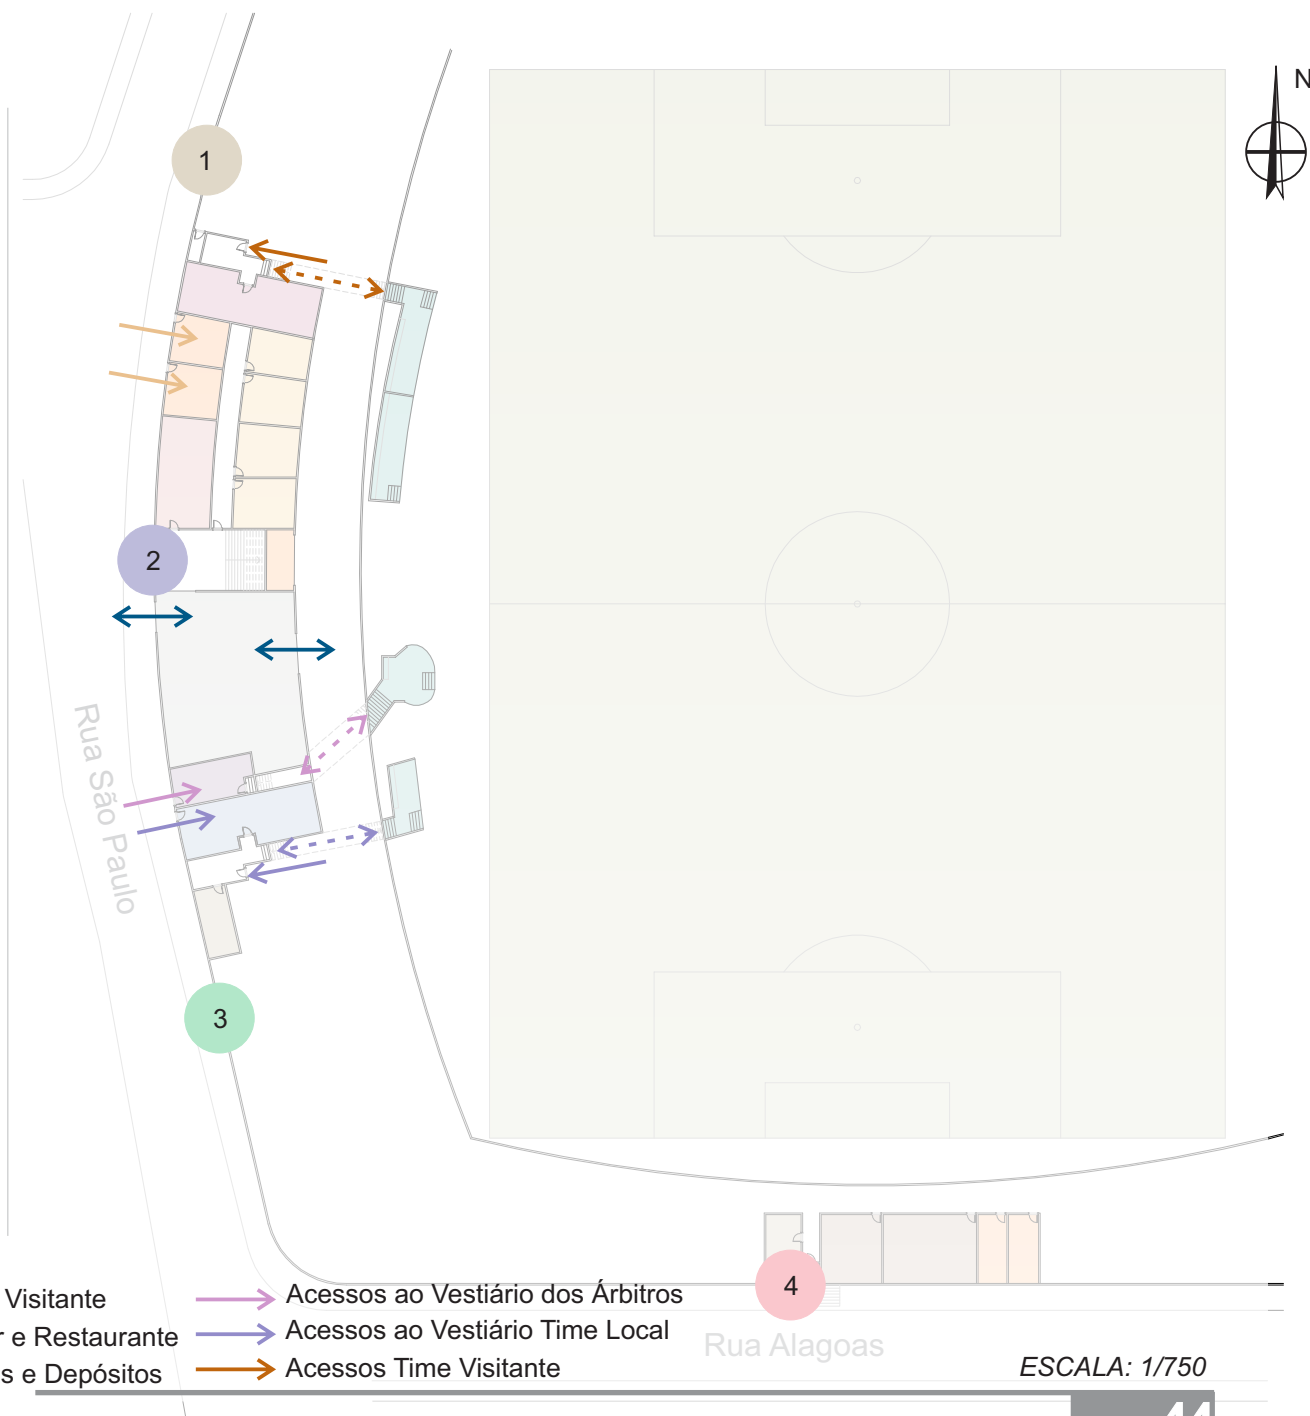 N
1
2
Rua São Paulo
3
4
Visitante
Acessos ao Vestiário dos Árbitros
r e Restaurante
Acessos ao Vestiário Time Local
Rua Alagoas
s e Depósitos
Acessos Time Visitante
ESCALA: 1/750
44